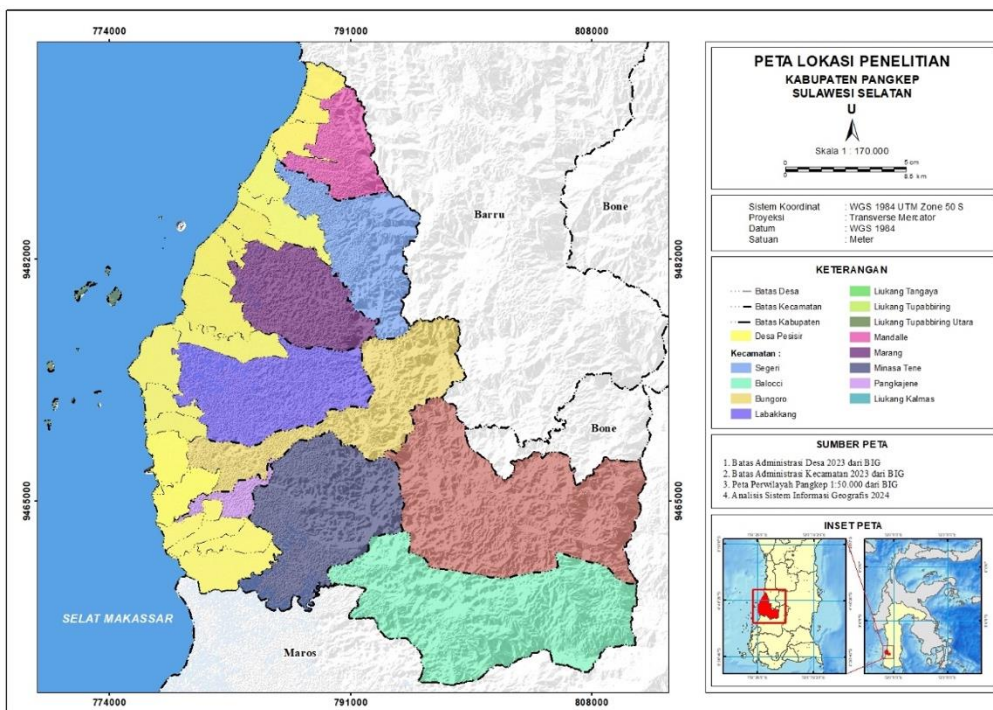 774000 791000 808000
9482000
9465000
Barru
Bone
Bone
Maros
SELAT MAKASSAR
9482000
9465000
774000 791000 808000
PETA LOKASI PENELITIAN
KABUPATEN PANGKEP
SULAWESI SELATAN
U
Skala 1 : 170.000
0 5 cm
0 8.5 km
Sistem Koordinat : WGS 1984 UTM Zone 50 S
Proyeksi : Transverse Mercator
Datum : WGS 1984
Satuan : Meter
KETERANGAN
Batas Desa
Batas Kecamatan
Batas Kabupaten
Desa Pesisir
Kecamatan :
Segeri
Balocci
Bungoro
Labakkang
Liukang Tangaya
Liukang Tupabbiring
Liukang Tupabbiring Utara
Mandalle
Marang
Minasa Tene
Pangkajene
Liukang Kalmas
SUMBER PETA
1. Batas Administrasi Desa 2023 dari BIG
2. Batas Administrasi Kecamatan 2023 dari BIG
3. Peta Perwilayah Pangkep 1:50.000 dari BIG
4. Analisis Sistem Informasi Geografis 2024
INSET PETA